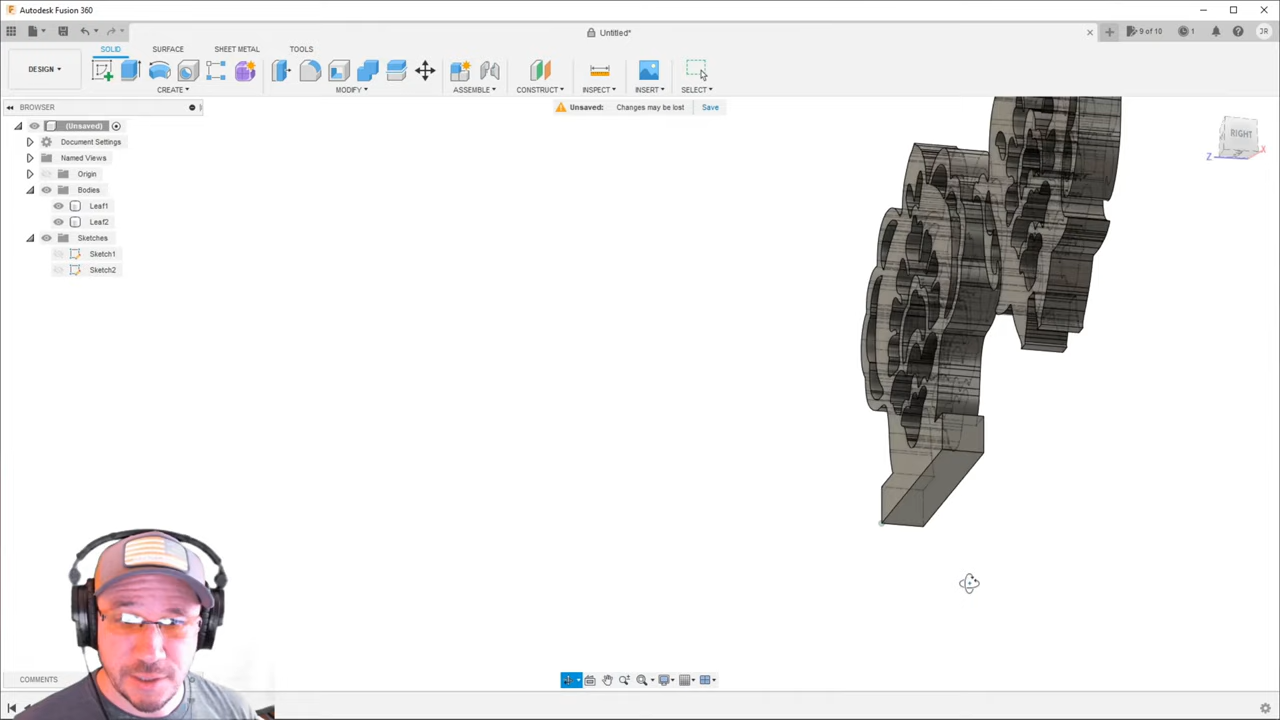 Autodesk Fusion 360
Untitled*
9 of 10
1
JR
DESIGN
SOLID
SURFACE
SHEET METAL
TOOLS
CREATE
MODIFY
ASSEMBLE
CONSTRUCT
INSPECT
INSERT
SELECT
BROWSER
Unsaved: Changes may be lost Save
(Unsaved)
Document Settings
Named Views
Origin
Bodies
Leaf1
Leaf2
Sketches
Sketch1
Sketch2
RIGHT
Z
X
COMMENTS